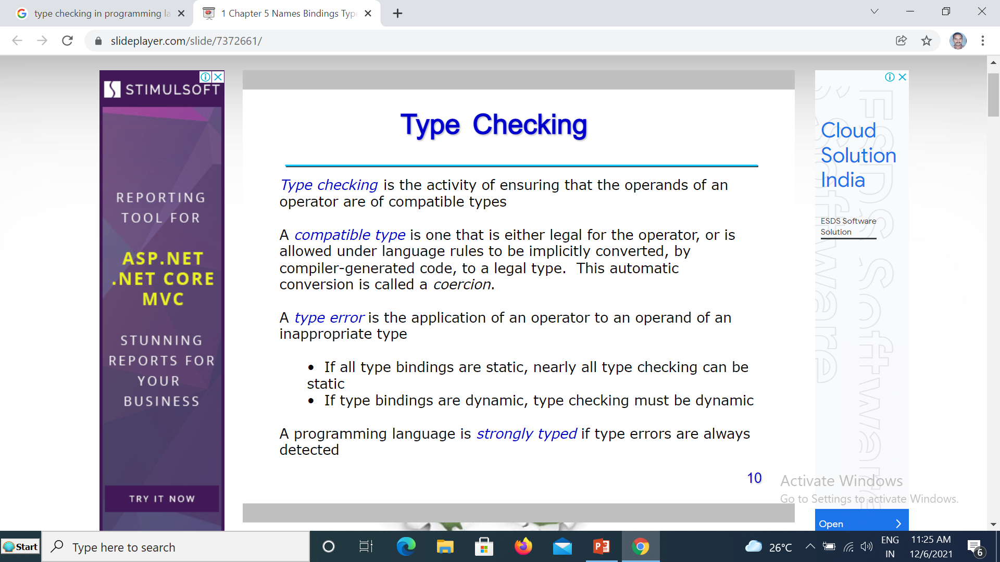 type checking in programming la
1 Chapter 5 Names Bindings Type
slideplayer.com/slide/7372661/
STIMULSOFT
REPORTING
TOOL FOR
ASP.NET
.NET CORE
MVC
STUNNING
REPORTS FOR
YOUR
BUSINESS
TRY IT NOW
Type Checking
Type checking is the activity of ensuring that the operands of an
operator are of compatible types
A compatible type is one that is either legal for the operator, or is
allowed under language rules to be implicitly converted, by
compiler-generated code, to a legal type. This automatic
conversion is called a coercion.
A type error is the application of an operator to an operand of an
inappropriate type
• If all type bindings are static, nearly all type checking can be
static
• If type bindings are dynamic, type checking must be dynamic
A programming language is strongly typed if type errors are always
detected
10
Cloud
Solution
India
ESDS Software
Solution
ESDS Software
Open
Activate Windows
Go to Settings to activate Windows.
Start
Type here to search
26°C
ENG
IN
11:25 AM
12/6/2021
6